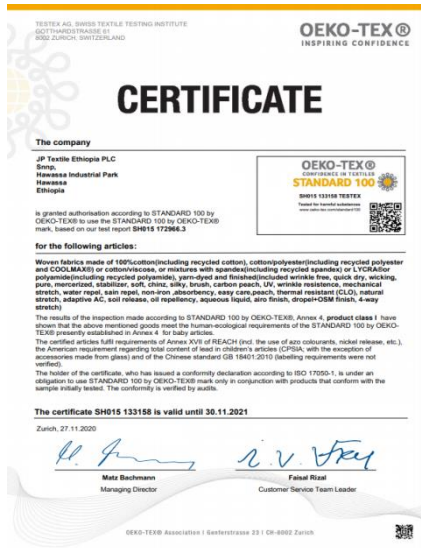 TESTEX AG, SWISS TEXTILE TESTING INSTITUTE
GOTTHARDSTRASSE 61
8002 ZURICH, SWITZERLAND
OEKO-TEX®
INSPIRING CONFIDENCE
CERTIFICATE
The company
JP Textile Ethiopia PLC
Snnp,
Hawassa Industrial Park
Hawassa
Ethiopia
OEKO-TEX®
CONFIDENCE IN TEXTILES
STANDARD 100
SH015 133158 TESTEX
Tested for harmful substances
www.oeko-tex.com/standard100
is granted authorisation according to STANDARD 100 by
OEKO-TEX® to use the STANDARD 100 by OEKO-TEX®
mark, based on our test report SH015 172966.3
for the following articles:
Woven fabrics made of 100%cotton(including recycled cotton), cotton/polyester(including recycled polyester
and COOLMAX®) or cotton/viscose, or mixtures with spandex(including recycled spandex) or LYCRA®or
polyamide(including recycled polyamide), yarn-dyed and finished(included wrinkle free, quick dry, wicking,
pure, mercerized, stabilizer, soft, chinz, silky, brush, carbon peach, UV, wrinkle resistance, mechanical
stretch, water repel, sain repel, non-iron ,absorbency, easy care,peach, thermal resistant (CLO), natural
stretch, adaptive AC, soil release, oil repellency, aqueous liquid, airo finish, dropel+OSM finish, 4-way
stretch)
The results of the inspection made according to STANDARD 100 by OEKO-TEX®, Annex 4, product class I have
shown that the above mentioned goods meet the human-ecological requirements of the STANDARD 100 by OEKO-
TEX® presently established in Annex 4 for baby articles.
The certified articles fulfil requirements of Annex XVII of REACH (incl. the use of azo colourants, nickel release, etc.),
the American requirement regarding total content of lead in children's articles (CPSIA; with the exception of
accessories made from glass) and of the Chinese standard GB 18401:2010 (labelling requirements were not
verified).
The holder of the certificate, who has issued a conformity declaration according to ISO 17050-1, is under an
obligation to use the STANDARD 100 by OEKO-TEX® mark only in conjunction with products that conform with the
sample initially tested. The conformity is verified by audits.
The certificate SH015 133158 is valid until 30.11.2021
Zurich, 27.11.2020
Matz Bachmann
Managing Director
Faisal Rizal
Customer Service Team Leader
OEKO-TEX® Association | Genferstrasse 23 | CH-8002 Zurich